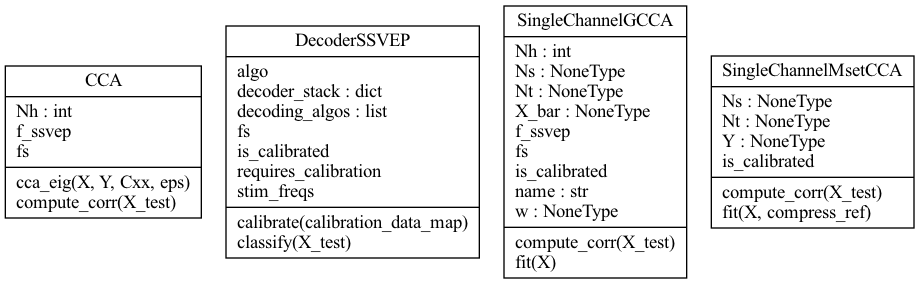 CCA
Nh : int
f_ssvep
fs
cca_eig(X, Y, Cxx, eps)
compute_corr(X_test)
DecoderSSVEP
algo
decoder_stack : dict
decoding_algos : list
fs
is_calibrated
requires_calibration
stim_freqs
calibrate(calibration_data_map)
classify(X_test)
SingleChannelGCCA
Nh : int
Ns : NoneType
Nt : NoneType
X_bar : NoneType
f_ssvep
fs
is_calibrated
name : str
w : NoneType
compute_corr(X_test)
fit(X)
SingleChannelMsetCCA
Ns : NoneType
Nt : NoneType
Y : NoneType
is_calibrated
compute_corr(X_test)
fit(X, compress_ref)